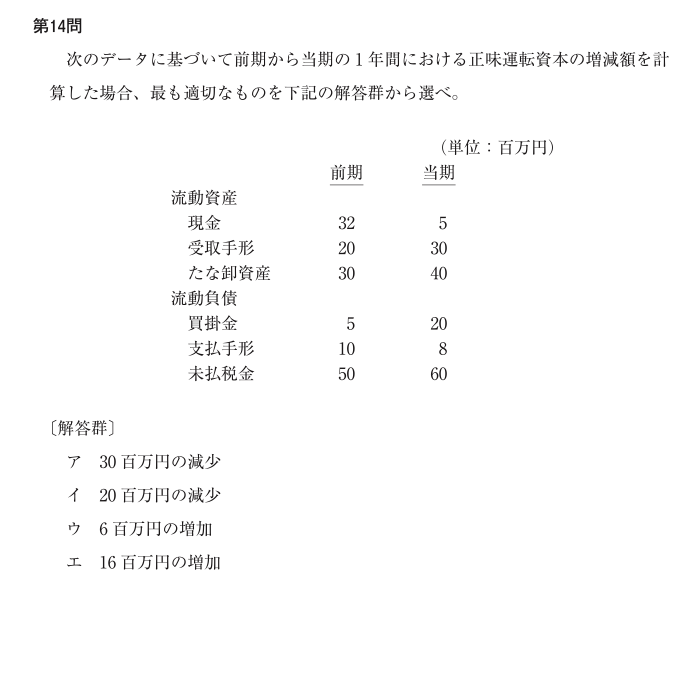 第14問
次のデータに基づいて前期から当期の1年間における正味運転資本の増減額を計
算した場合、最も適切なものを下記の解答群から選べ。
（単位：百万円）
前期 当期
流動資産
現金 32 5
受取手形 20 30
たな卸資産 30 40
流動負債
買掛金 5 20
支払手形 10 8
未払税金 50 60
〔解答群〕
ア 30百万円の減少
イ 20百万円の減少
ウ 6百万円の増加
エ 16百万円の増加